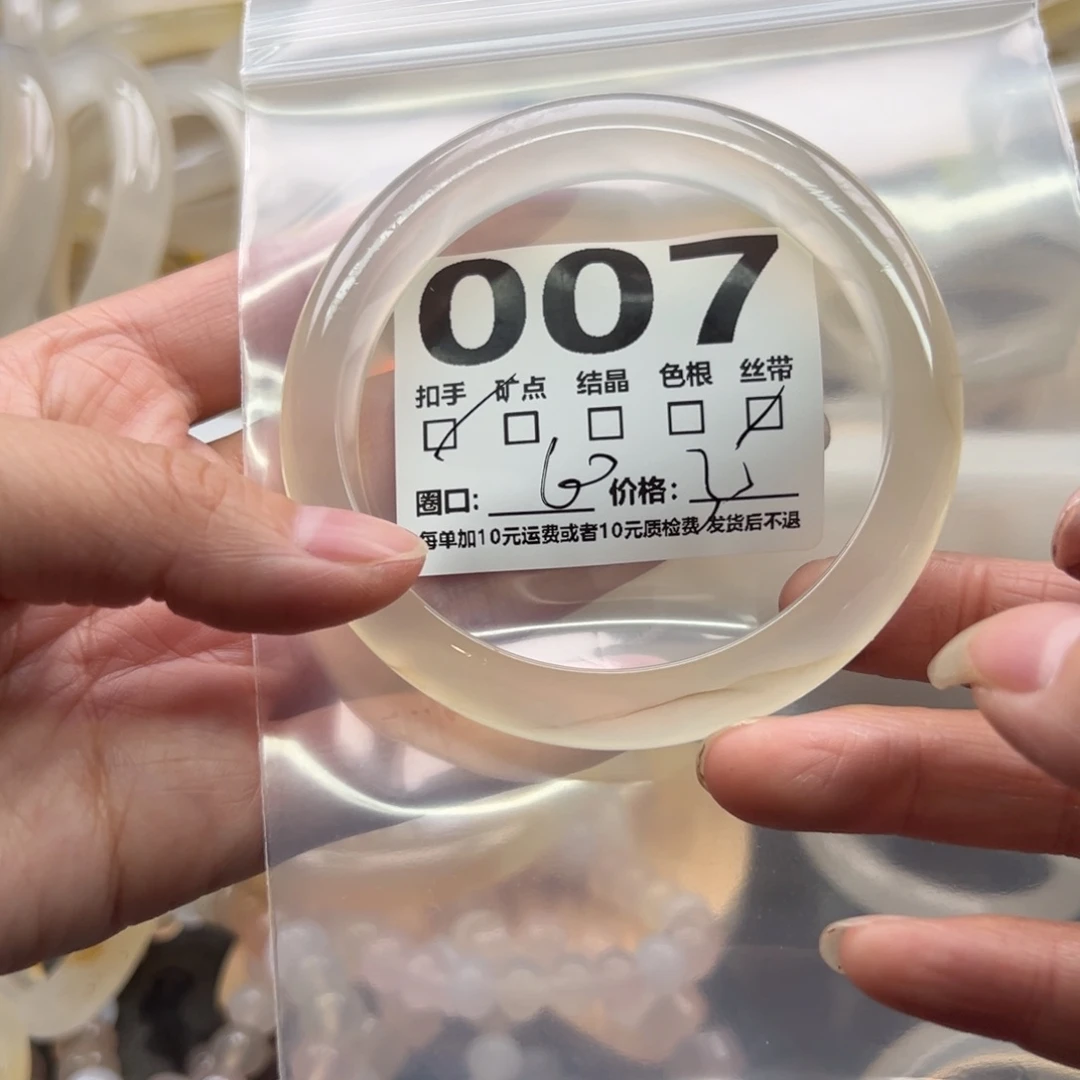 007
扣手 矿点 结晶 色根 丝带
圈口: 价格:
每单加10元运费或者10元质检费 发货后不退